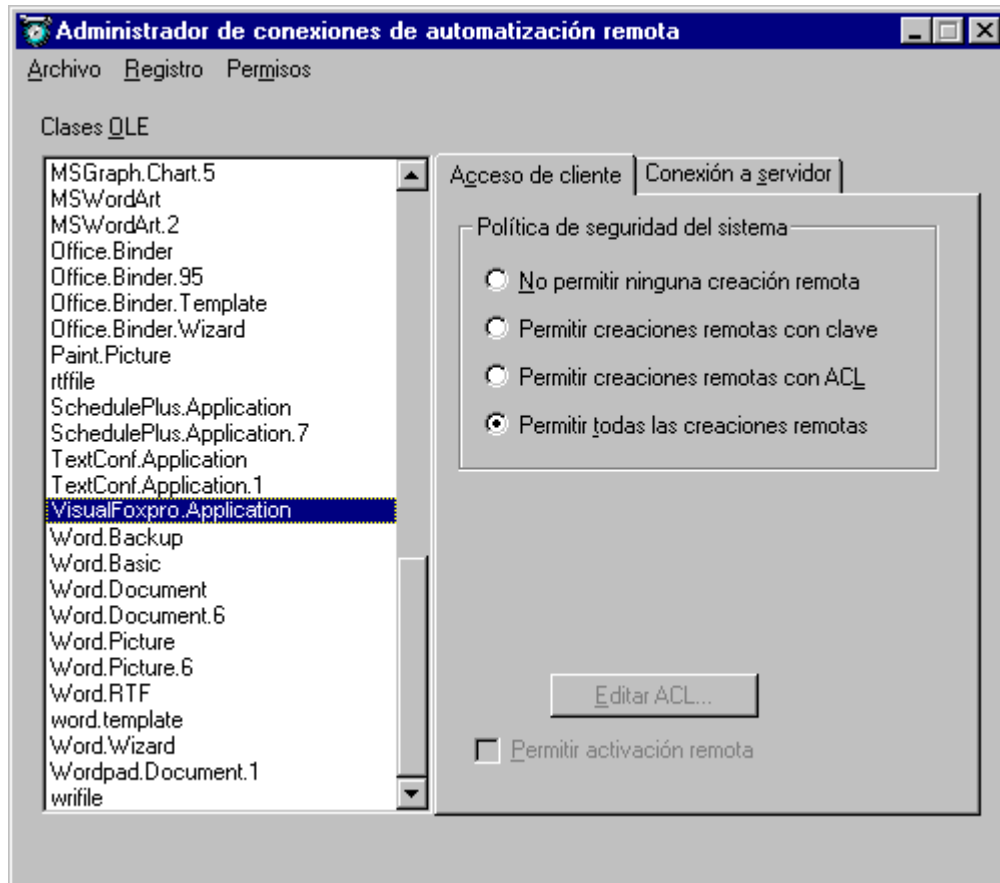 Administrador de conexiones de automatización remota
Archivo Registro Permisos
Clases OLE
MSGraph.Chart.5
MSWordArt
MSWordArt.2
Office.Binder
Office.Binder.95
Office.Binder.Template
Office.Binder.Wizard
Paint.Picture
rtffile
SchedulePlus.Application
SchedulePlus.Application.7
TextConf.Application
TextConf.Application.1
VisualFoxpro.Application
Word.Backup
Word.Basic
Word.Document
Word.Document.6
Word.Picture
Word.Picture.6
Word.RTF
word.template
Word.Wizard
Wordpad.Document.1
wrifile
Acceso de cliente Conexión a servidor
Política de seguridad del sistema
No permitir ninguna creación remota
Permitir creaciones remotas con clave
Permitir creaciones remotas con ACL
Permitir todas las creaciones remotas
Editar ACL...
Permitir activación remota